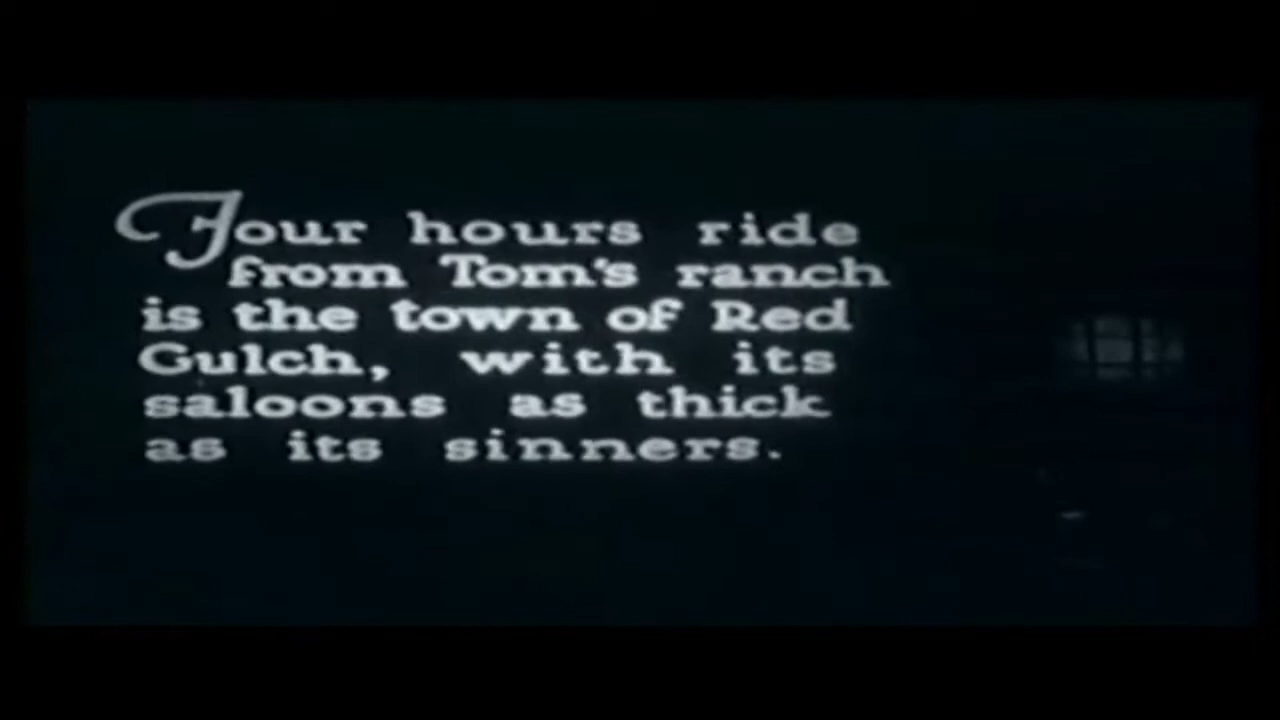 Four hours ride
from Tom's ranch
is the town of Red
Gulch, with its
saloons as thick
as its sinners.